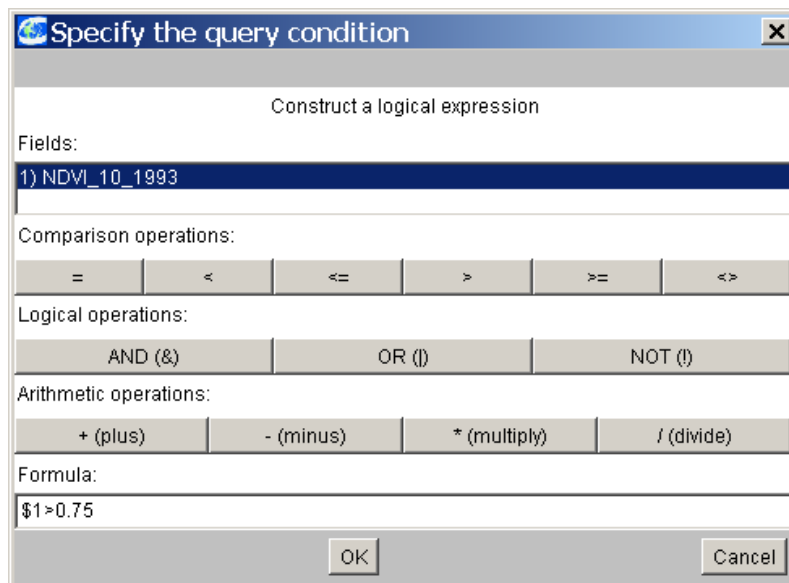 Specify the query condition
Construct a logical expression
Fields:
1) NDVI_10_1993
Comparison operations:
= < <= > >= <>
Logical operations:
AND (&) OR (|) NOT (!)
Arithmetic operations:
+ (plus) - (minus) * (multiply) / (divide)
Formula:
$1>0.75
OK Cancel